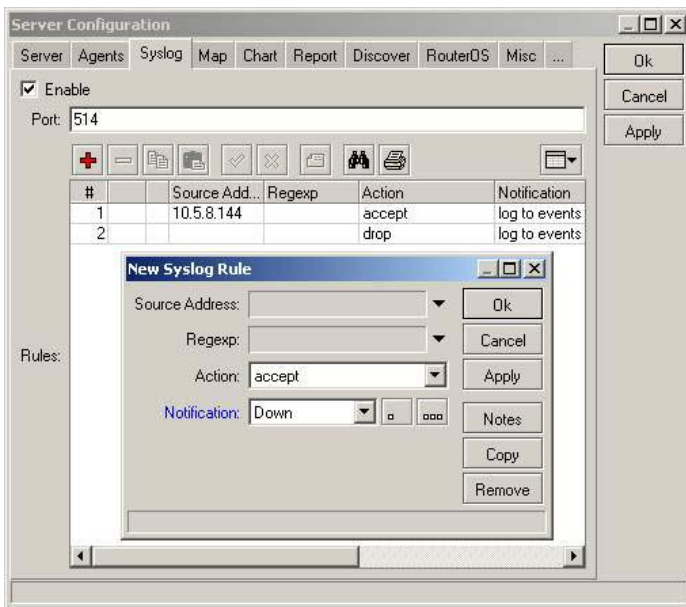 Server Configuration
Server Agents Syslog Map Chart Report Discover RouterOS Misc ...
Ok
Cancel
Apply
Enable
Port: 514
# Source Add... Regexp Action Notification
1 10.5.8.144 accept log to events
2 drop log to events
Rules:
New Syslog Rule
Source Address:
Regexp:
Action: accept
Notification: Down
Ok
Cancel
Apply
Notes
Copy
Remove